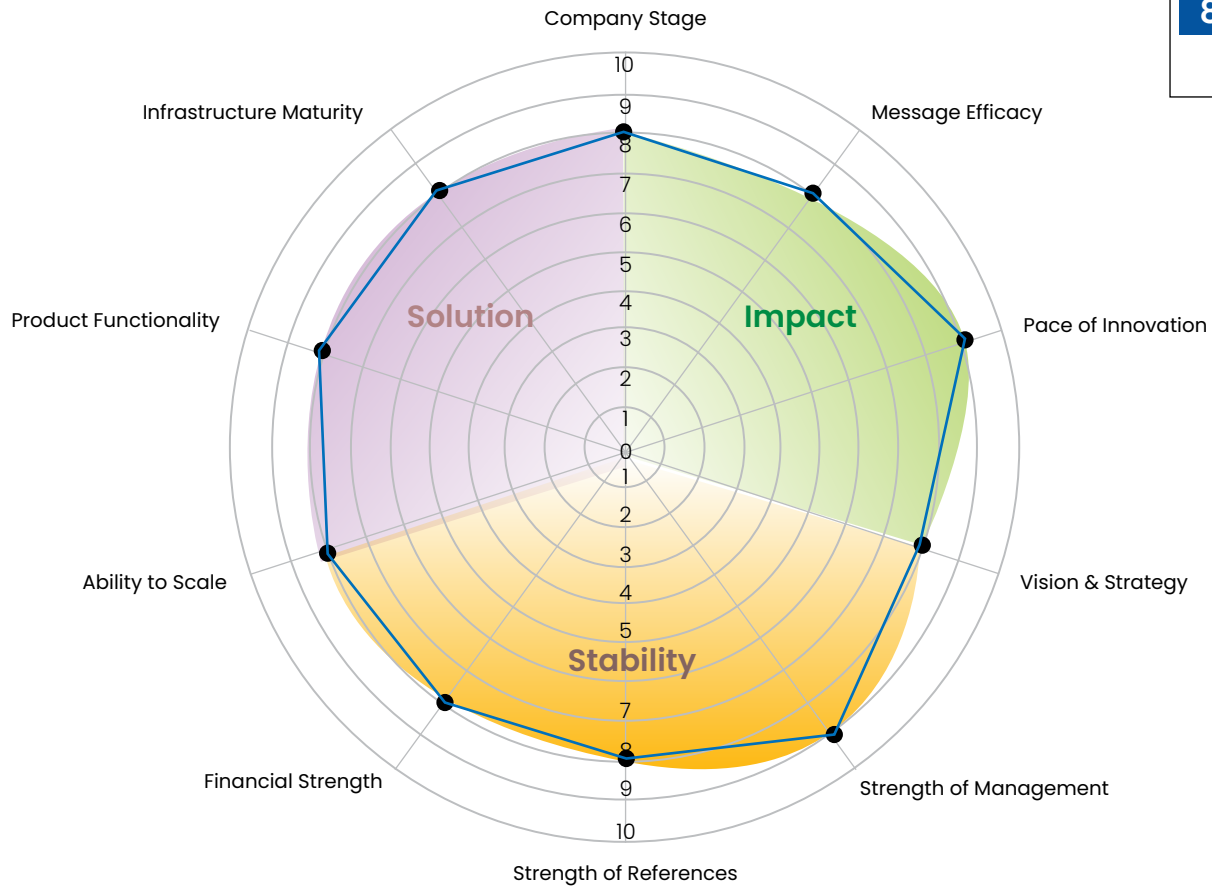 Company Stage
8
10
Infrastructure Maturity
9
Message Efficacy
8
7
6
5
Solution
4
Impact
Product Functionality
3
Pace of Innovation
2
1
0
1
2
3
Ability to Scale
4
Vision & Strategy
5
Stability
7
8
Financial Strength
9
Strength of Management
10
Strength of References